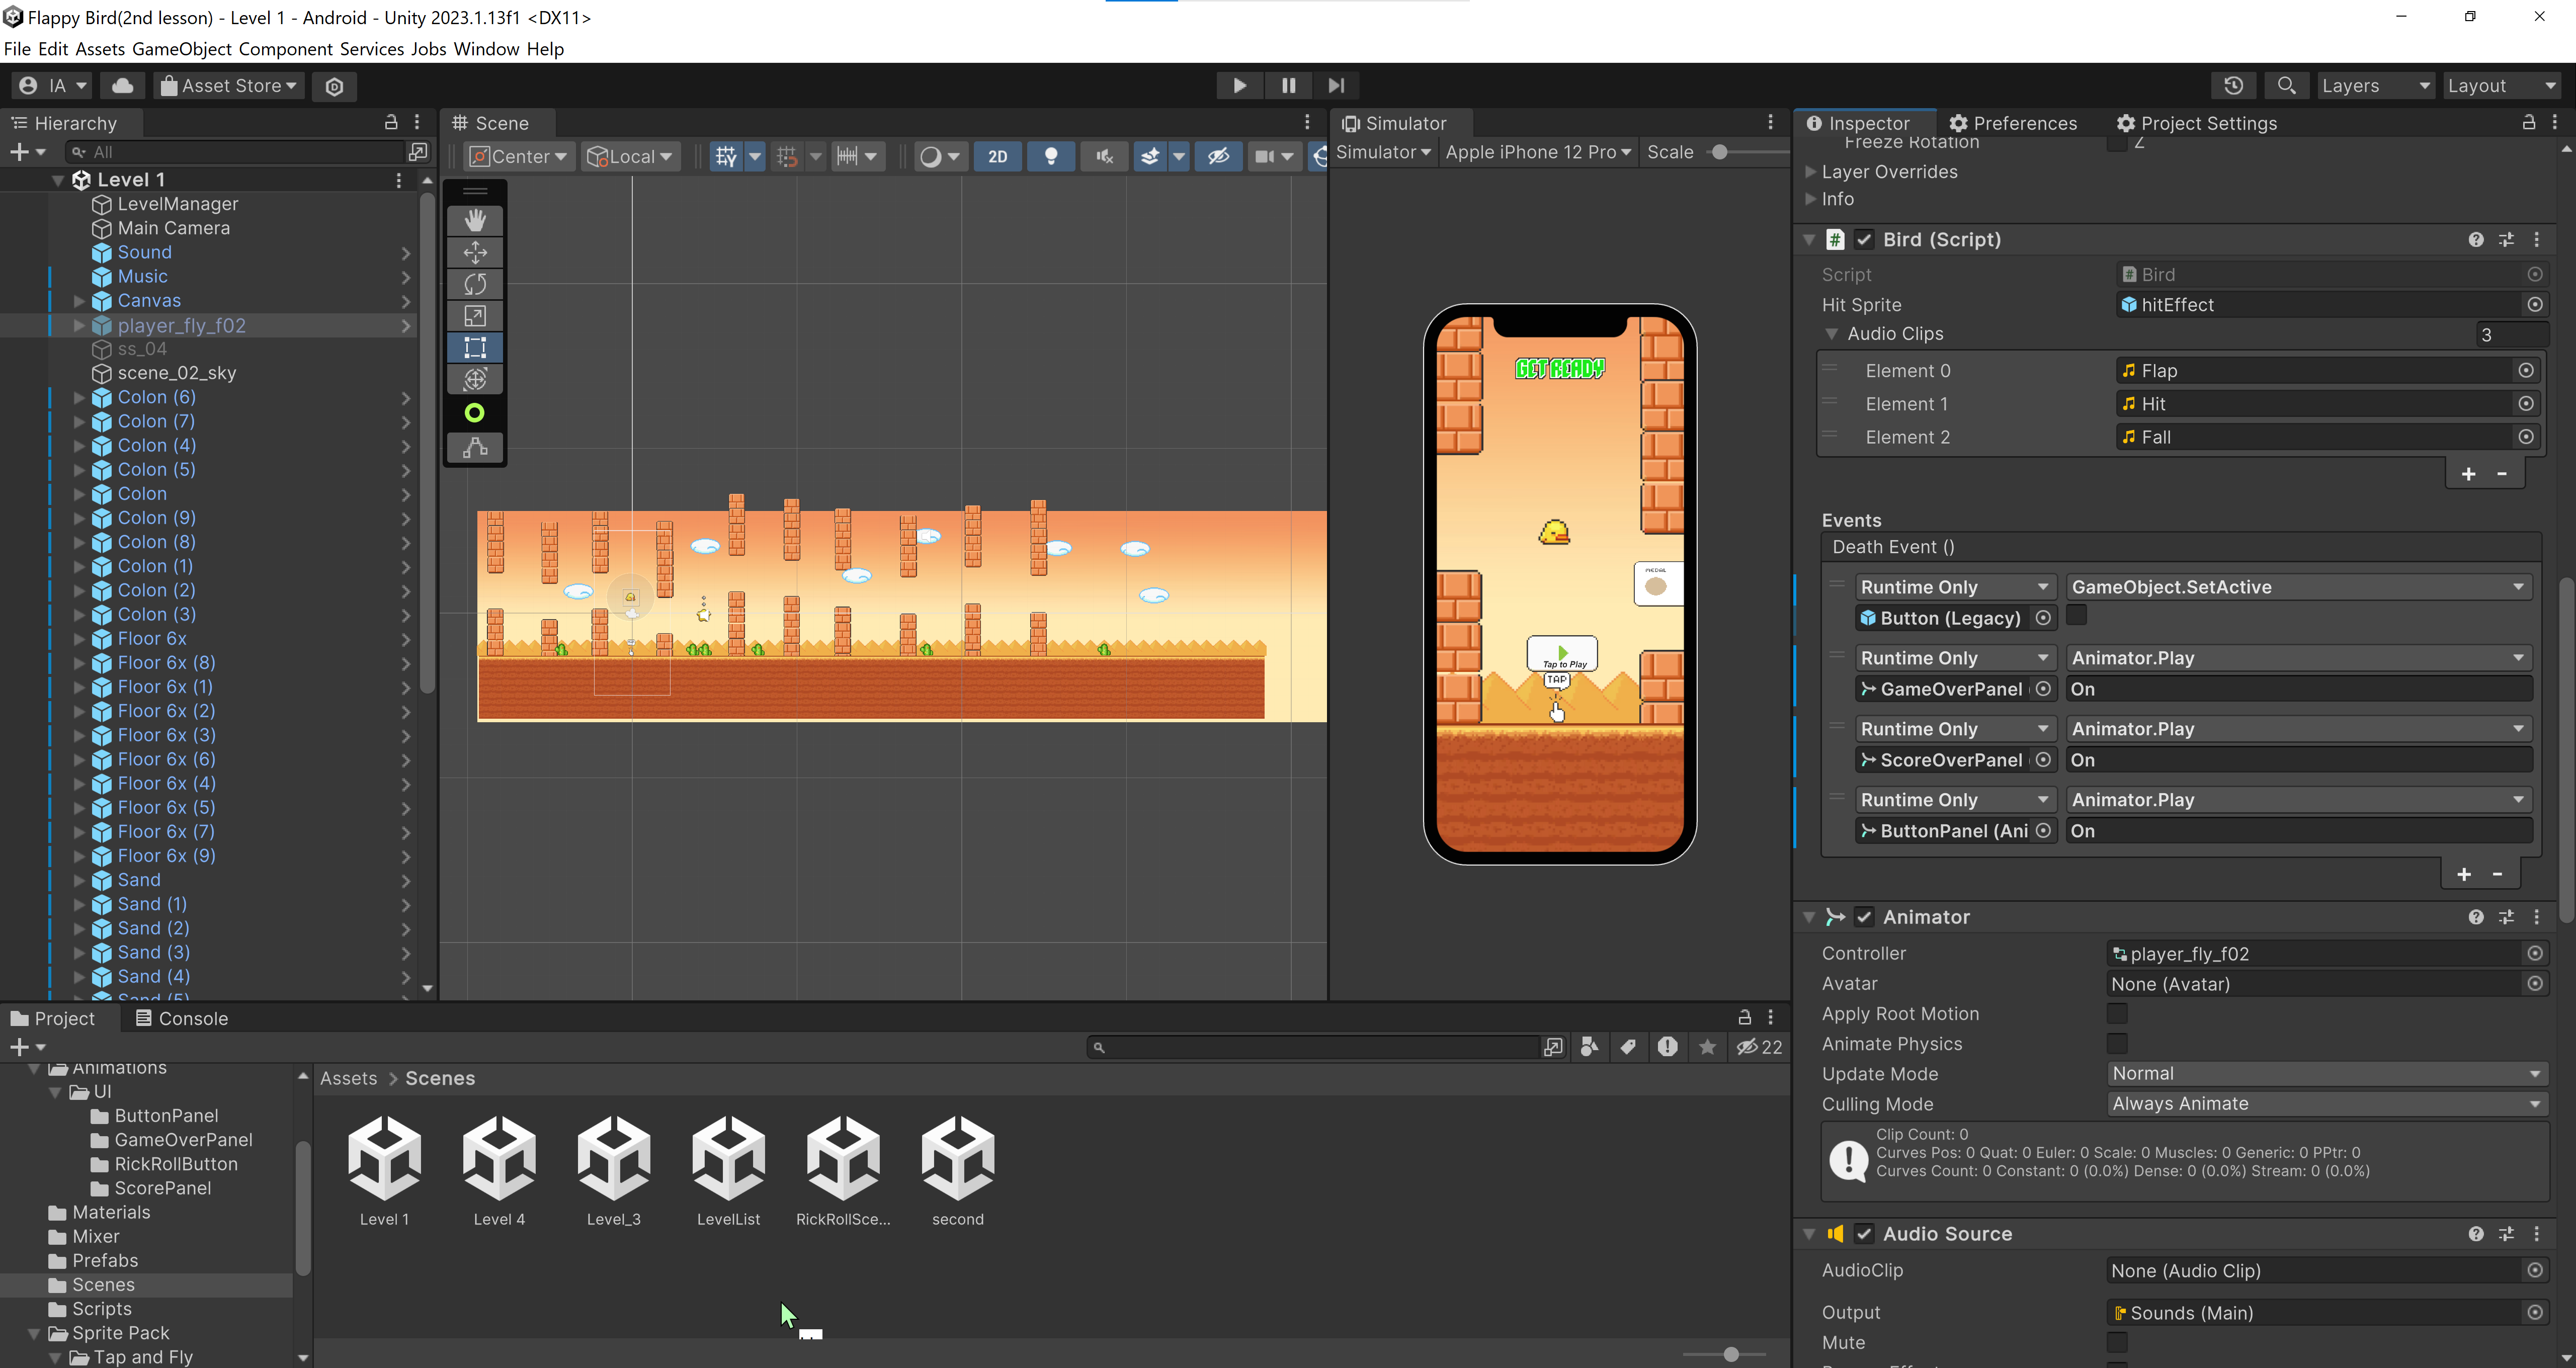 Flappy Bird(2nd lesson) - Level 1 - Android - Unity 2023.1.13f1 <DX11>
File Edit Assets GameObject Component Services Jobs Window Help
IA Asset Store Layers Layout
Hierarchy
All
Level 1
LevelManager
Main Camera
Sound
Music
Canvas
player_fly_f02
ss_04
scene_02_sky
Colon (6)
Colon (7)
Colon (4)
Colon (5)
Colon
Colon (9)
Colon (8)
Colon (1)
Colon (2)
Colon (3)
Floor 6x
Floor 6x (8)
Floor 6x (1)
Floor 6x (2)
Floor 6x (3)
Floor 6x (6)
Floor 6x (4)
Floor 6x (5)
Floor 6x (7)
Floor 6x (9)
Sand
Sand (1)
Sand (2)
Sand (3)
Sand (4)
Sand (5)
Scene
Center Local 2D
Simulator
Simulator Apple iPhone 12 Pro Scale
GET READY
MEDAL
Tap to Play
TAP
Inspector Preferences Project Settings
Freeze Rotation Z
Layer Overrides
Info
# Bird (Script)
Script # Bird
Hit Sprite hitEffect
Audio Clips 3
Element 0 Flap
Element 1 Hit
Element 2 Fall
+ -
Events
Death Event ()
Runtime Only GameObject.SetActive
Button (Legacy)
Runtime Only Animator.Play
GameOverPanel On
Runtime Only Animator.Play
ScoreOverPanel On
Runtime Only Animator.Play
ButtonPanel (Ani On
+ -
Animator
Controller player_fly_f02
Avatar None (Avatar)
Apply Root Motion
Animate Physics
Update Mode Normal
Culling Mode Always Animate
Clip Count: 0
Curves Pos: 0 Quat: 0 Euler: 0 Scale: 0 Muscles: 0 Generic: 0 PPtr: 0
Curves Count: 0 Constant: 0 (0.0%) Dense: 0 (0.0%) Stream: 0 (0.0%)
Audio Source
AudioClip None (Audio Clip)
Output Sounds (Main)
Mute
Project Console
22
Animations
UI
ButtonPanel
GameOverPanel
RickRollButton
ScorePanel
Materials
Mixer
Prefabs
Scenes
Scripts
Sprite Pack
Tap and Fly
Assets > Scenes
Level 1 Level 4 Level_3 LevelList RickRollSce... second